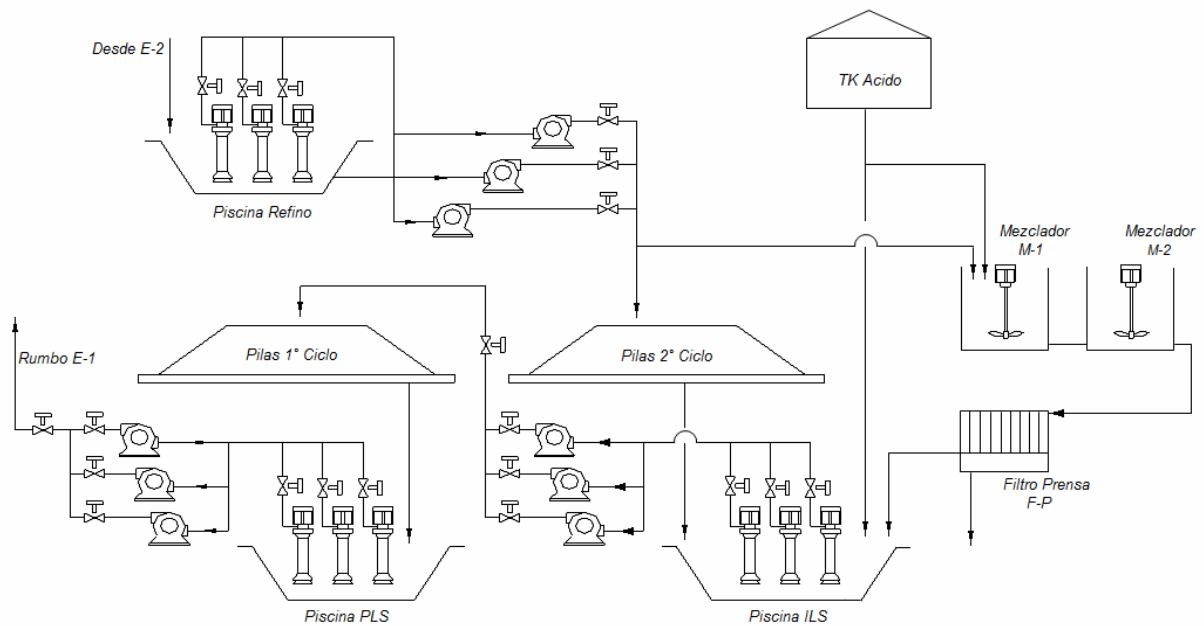 Desde E-2
TK Acido
Piscina Refino
Mezclador
M-1
Mezclador
M-2
Pilas 1° Ciclo
Pilas 2° Ciclo
Rumbo E-1
Filtro Prensa
F-P
Piscina PLS
Piscina ILS